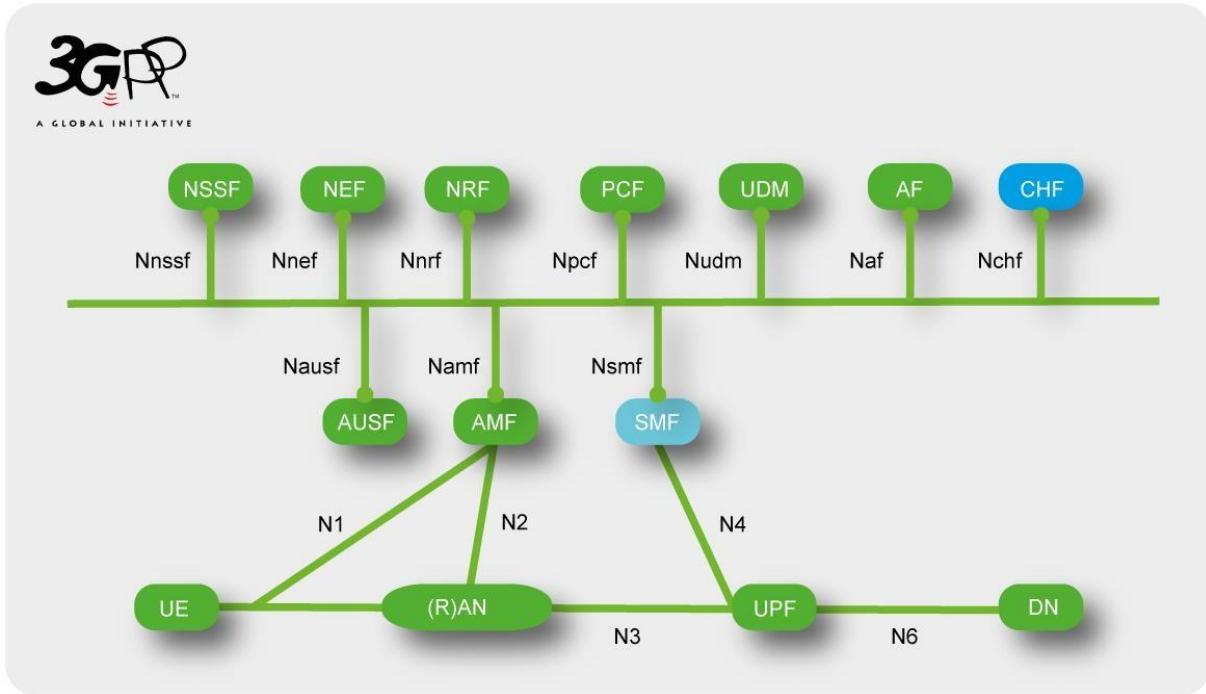 3GPP™
A GLOBAL INITIATIVE
NSSF NEF NRF PCF UDM AF CHF
Nnssf Nnef Nnrf Npcf Nudm Naf Nchf
Nausf Namf Nsmf
AUSF AMF SMF
N1 N2 N4
UE (R)AN UPF DN
N3 N6